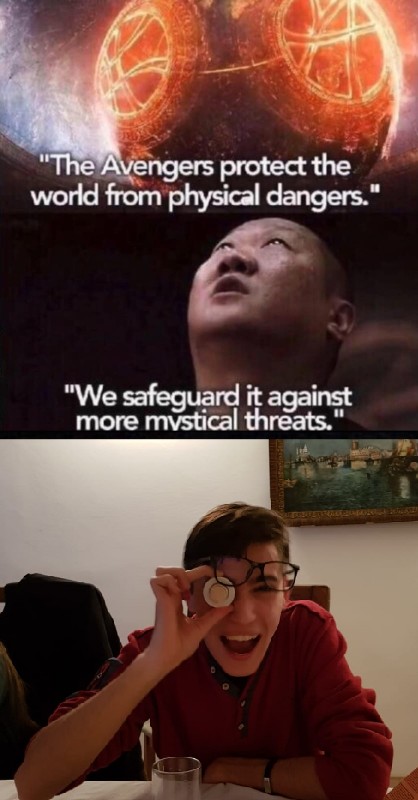 "The Avengers protect the
world from physical dangers."
"We safeguard it against
more mystical threats."